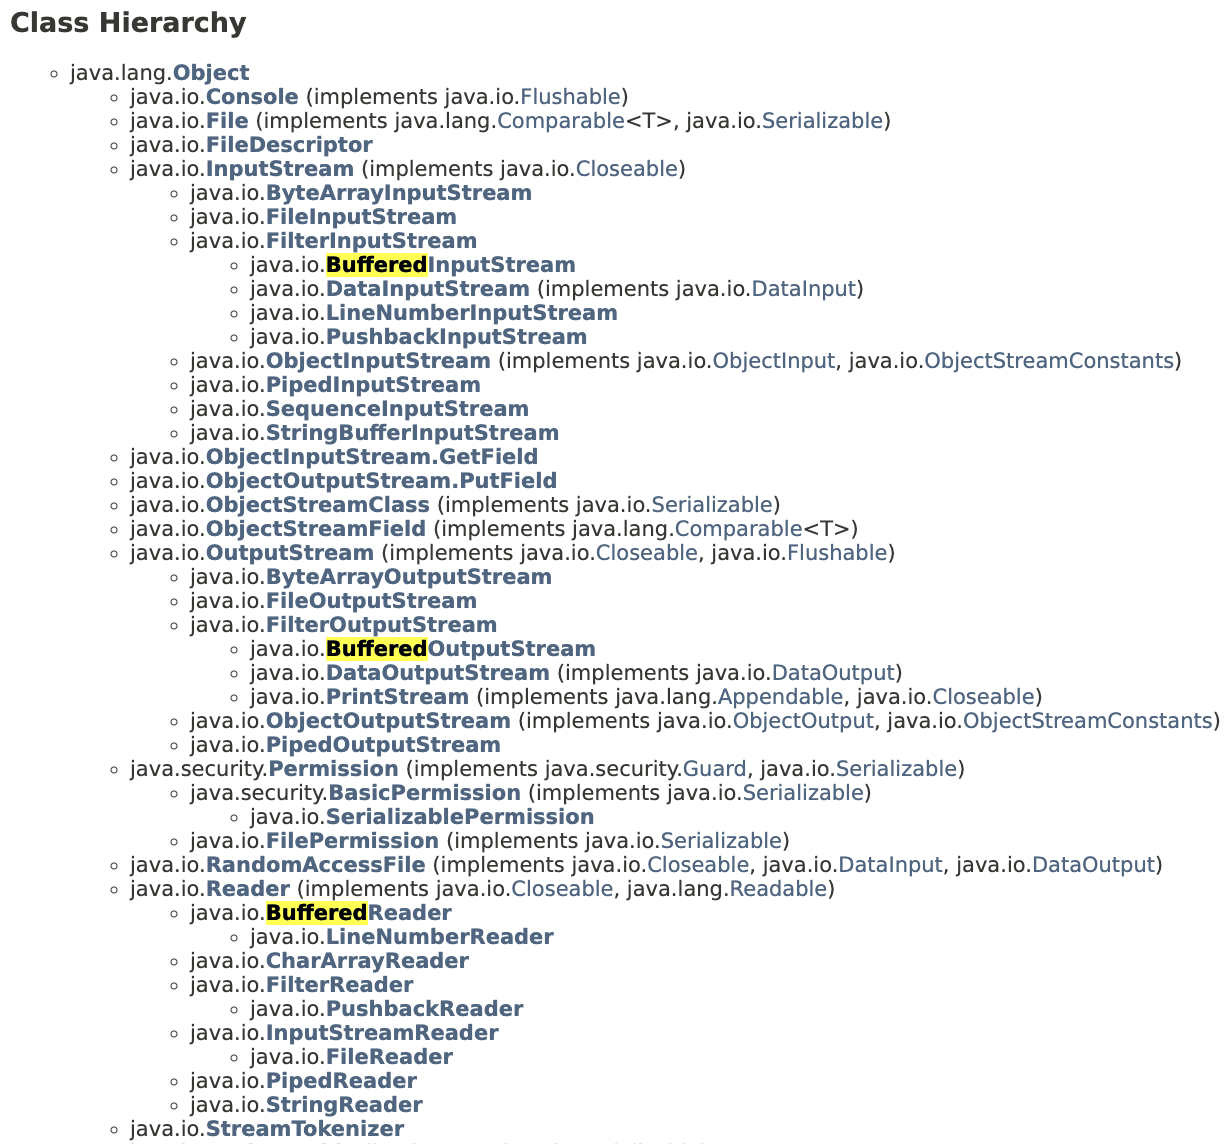 Class Hierarchy
java.lang.Object
java.io.Console (implements java.io.Flushable)
java.io.File (implements java.lang.Comparable<T>, java.io.Serializable)
java.io.FileDescriptor
java.io.InputStream (implements java.io.Closeable)
java.io.ByteArrayInputStream
java.io.FileInputStream
java.io.FilterInputStream
java.io.BufferedInputStream
java.io.DataInputStream (implements java.io.DataInput)
java.io.LineNumberInputStream
java.io.PushbackInputStream
java.io.ObjectInputStream (implements java.io.ObjectInput, java.io.ObjectStreamConstants)
java.io.PipedInputStream
java.io.SequenceInputStream
java.io.StringBufferInputStream
java.io.ObjectInputStream.GetField
java.io.ObjectOutputStream.PutField
java.io.ObjectStreamClass (implements java.io.Serializable)
java.io.ObjectStreamField (implements java.lang.Comparable<T>)
java.io.OutputStream (implements java.io.Closeable, java.io.Flushable)
java.io.ByteArrayOutputStream
java.io.FileOutputStream
java.io.FilterOutputStream
java.io.BufferedOutputStream
java.io.DataOutputStream (implements java.io.DataOutput)
java.io.PrintStream (implements java.lang.Appendable, java.io.Closeable)
java.io.ObjectOutputStream (implements java.io.ObjectOutput, java.io.ObjectStreamConstants)
java.io.PipedOutputStream
java.security.Permission (implements java.security.Guard, java.io.Serializable)
java.security.BasicPermission (implements java.io.Serializable)
java.io.SerializablePermission
java.io.FilePermission (implements java.io.Serializable)
java.io.RandomAccessFile (implements java.io.Closeable, java.io.DataInput, java.io.DataOutput)
java.io.Reader (implements java.io.Closeable, java.lang.Readable)
java.io.BufferedReader
java.io.LineNumberReader
java.io.CharArrayReader
java.io.FilterReader
java.io.PushbackReader
java.io.InputStreamReader
java.io.FileReader
java.io.PipedReader
java.io.StringReader
java.io.StreamTokenizer